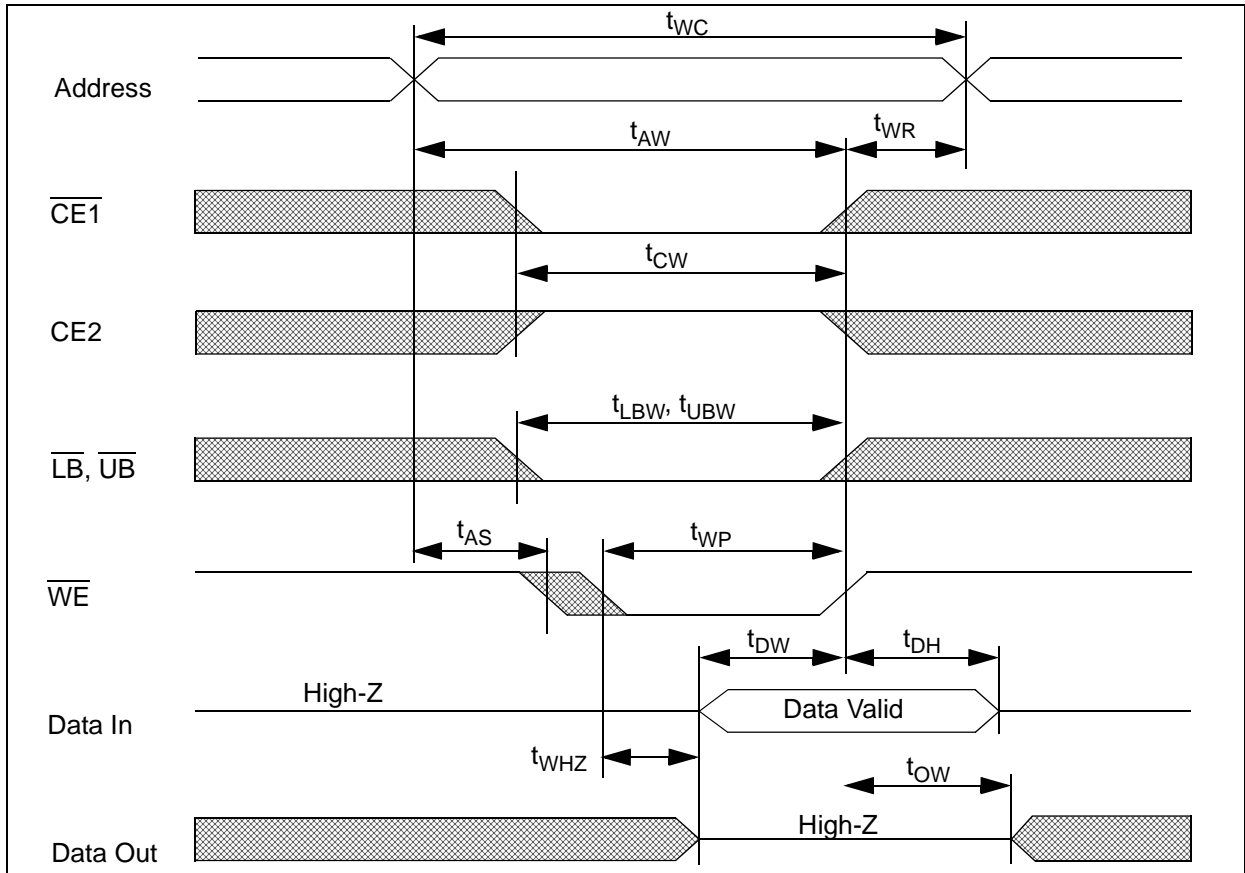 tWC
Address
tAW
tWR
CE1
tCW
CE2
tLBW, tUBW
LB, UB
tAS
tWP
WE
tDW
tDH
High-Z
Data Valid
Data In
tWHZ
tOW
High-Z
Data Out